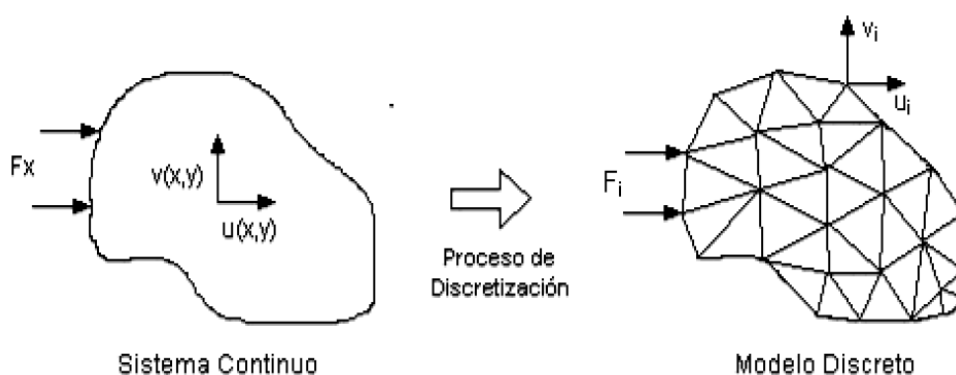 Fx
v(x,y)
u(x,y)
Sistema Continuo
Proceso de
Discretización
vi
ui
Fi
Modelo Discreto